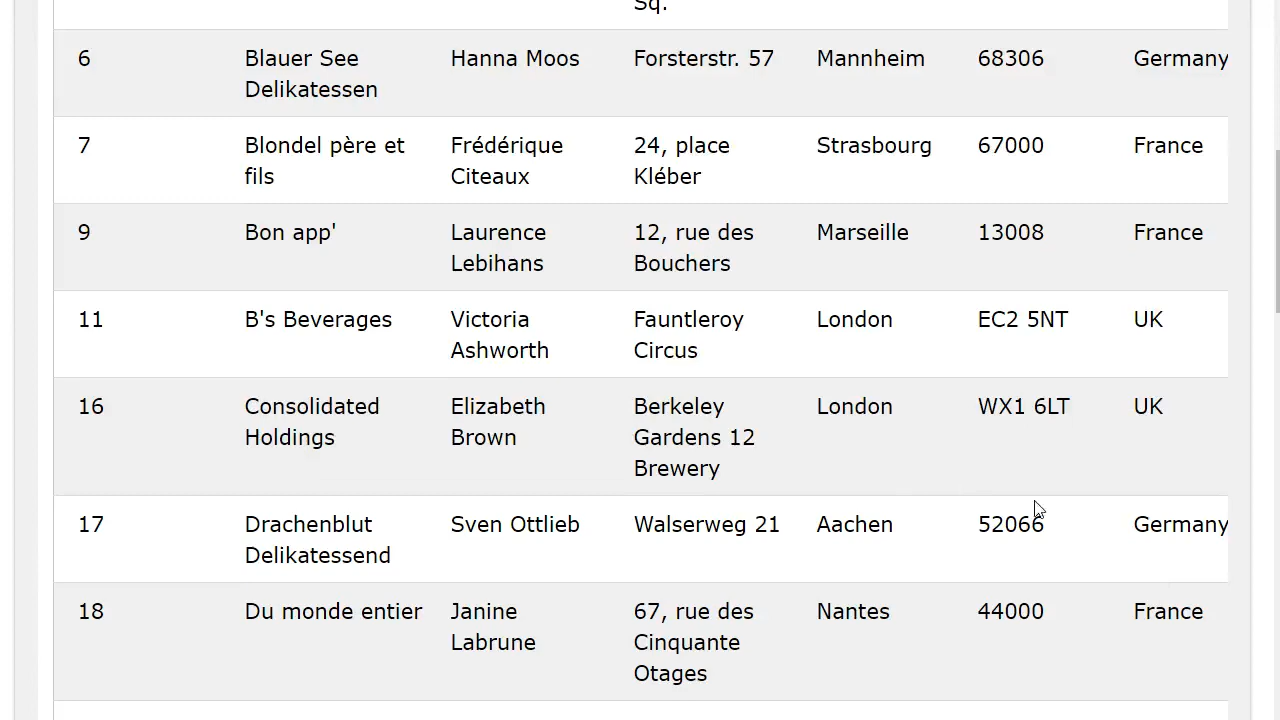 Sq.
6 Blauer See Hanna Moos Forsterstr. 57 Mannheim 68306 Germany
Delikatessen
7 Blondel père et Frédérique 24, place Strasbourg 67000 France
fils Citeaux Kléber
9 Bon app' Laurence 12, rue des Marseille 13008 France
Lebihans Bouchers
11 B's Beverages Victoria Fauntleroy London EC2 5NT UK
Ashworth Circus
16 Consolidated Elizabeth Berkeley London WX1 6LT UK
Holdings Brown Gardens 12
Brewery
17 Drachenblut Sven Ottlieb Walserweg 21 Aachen 52066 Germany
Delikatessend
18 Du monde entier Janine 67, rue des Nantes 44000 France
Labrune Cinquante
Otages